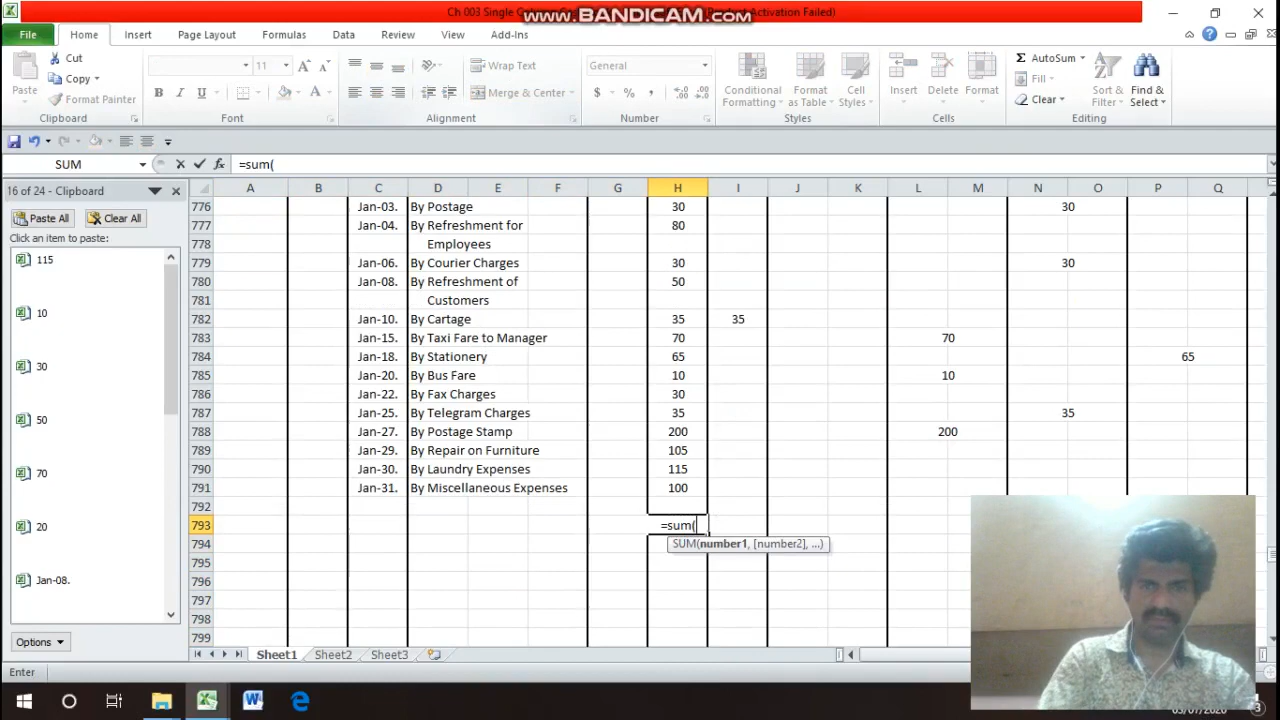 Ch 003 Single Column
www.BANDICAM.com
Product Activation Failed)
File Home Insert Page Layout Formulas Data Review View Add-Ins
Paste
Cut
Copy
Format Painter
Clipboard
11
A A
B I U
A
Font
Wrap Text
Merge & Center
Alignment
General
$ % ,
Number
Conditional Formatting
Format as Table
Cell Styles
Styles
Insert Delete Format
Cells
Σ AutoSum
Fill
Clear
Sort & Filter
Find & Select
Editing
SUM fx =sum(
16 of 24 - Clipboard
Paste All Clear All
Click an item to paste:
115
10
30
50
70
20
Jan-08.
Options
A B C D E F G H I J K L M N O P Q
776 Jan-03. By Postage 30 30
777 Jan-04. By Refreshment for 80
778 Employees
779 Jan-06. By Courier Charges 30 30
780 Jan-08. By Refreshment of 50
781 Customers
782 Jan-10. By Cartage 35 35
783 Jan-15. By Taxi Fare to Manager 70 70
784 Jan-18. By Stationery 65 65
785 Jan-20. By Bus Fare 10 10
786 Jan-22. By Fax Charges 30
787 Jan-25. By Telegram Charges 35 35
788 Jan-27. By Postage Stamp 200 200
789 Jan-29. By Repair on Furniture 105
790 Jan-30. By Laundry Expenses 115
791 Jan-31. By Miscellaneous Expenses 100
792
793 =sum(
794 SUM(number1, [number2], ...)
795
796
797
798
799
Sheet1 Sheet2 Sheet3
Enter
3